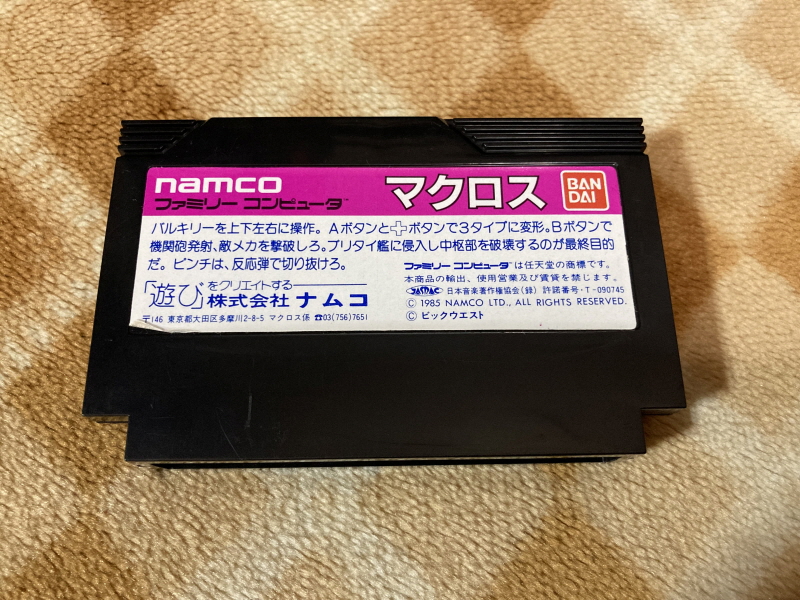 namco
ファミリー コンピュータ™
マクロス
BAN
DAI
バルキリーを上下左右に操作。Aボタンと╋ボタンで3タイプに変形。Bボタンで
機関砲発射、敵メカを撃破しろ。ブリタイ艦に侵入し中枢部を破壊するのが最終目的
だ。ピンチは、反応弾で切り抜けろ。
「遊び」をクリエイトする
株式会社 ナムコ
〒146 東京都大田区多摩川2-8-5 マクロス係 ☎03(756)7651
ファミリー コンピュータ™は任天堂の商標です。
本商品の輸出、使用営業及び賃貸を禁じます。
JASRAC 日本音楽著作権協会(録) 許諾番号・T-090745
© 1985 NAMCO LTD., ALL RIGHTS RESERVED.
© ビックウエスト